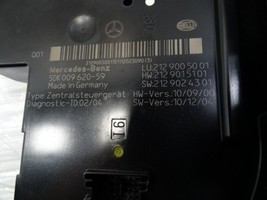 001
Mercedes-Benz
5DK 009 620-59
Made in Germany
Type Zentralsteuergerät
Diagnostic-ID:02/04
LU:212 900 50 01
HW:212 901 51 01
SW:212 902 43 01
HW-Vers.:10/09/00
SW-Vers.:10/12/04